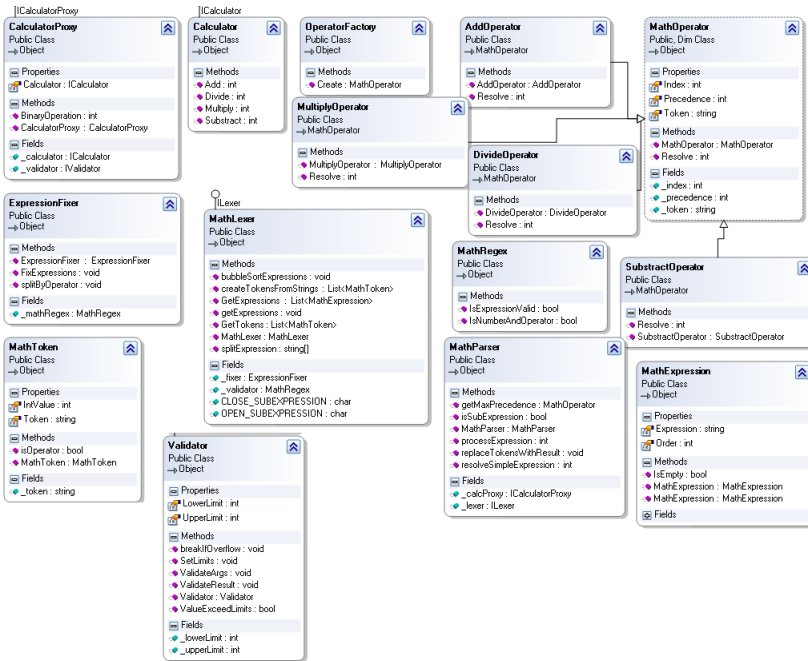 ICalculatorProxy
CalculatorProxy
Public Class
Object
Properties
Calculator : ICalculator
Methods
BinaryOperation : int
CalculatorProxy : CalculatorProxy
Fields
_calculator : ICalculator
_validator : IValidator
ICalculator
Calculator
Public Class
Object
Methods
Add : int
Divide : int
Multiply : int
Substract : int
OperatorFactory
Public Class
Object
Methods
Create : MathOperator
AddOperator
Public Class
MathOperator
Methods
AddOperator : AddOperator
Resolve : int
MathOperator
Public, Dim Class
Object
Properties
Index : int
Precedence : int
Token : string
Methods
MathOperator : MathOperator
Resolve : int
Fields
_index : int
_precedence : int
_token : string
MultiplyOperator
Public Class
MathOperator
Methods
MultiplyOperator : MultiplyOperator
Resolve : int
DivideOperator
Public Class
MathOperator
Methods
DivideOperator : DivideOperator
Resolve : int
ExpressionFixer
Public Class
Object
Methods
ExpressionFixer : ExpressionFixer
FixExpressions : void
splitByOperator : void
Fields
_mathRegex : MathRegex
ILexer
MathLexer
Public Class
Object
Methods
bubbleSortExpressions : void
createTokensFromStrings : List<MathToken>
GetExpressions : List<MathExpression>
getExpressions : void
GetTokens : List<MathToken>
MathLexer : MathLexer
splitExpression : string[]
Fields
_fixer : ExpressionFixer
_validator : MathRegex
CLOSE_SUBEXPRESSION : char
OPEN_SUBEXPRESSION : char
MathRegex
Public Class
Object
Methods
IsExpressionValid : bool
IsNumberAndOperator : bool
SubstractOperator
Public Class
MathOperator
Methods
Resolve : int
SubstractOperator : SubstractOperator
MathToken
Public Class
Object
Properties
IntValue : int
Token : string
Methods
isOperator : bool
MathToken : MathToken
Fields
_token : string
MathParser
Public Class
Object
Methods
getMaxPrecedence : MathOperator
isSubExpression : bool
MathParser : MathParser
processExpression : int
replaceTokensWithResult : void
resolveSimpleExpression : int
Fields
_calcProxy : ICalculatorProxy
_lexer : ILexer
MathExpression
Public Class
Object
Properties
Expression : string
Order : int
Methods
IsEmpty : bool
MathExpression : MathExpression
MathExpression : MathExpression
Fields
Validator
Public Class
Object
Properties
LowerLimit : int
UpperLimit : int
Methods
breakIfOverflow : void
SetLimits : void
ValidateArgs : void
ValidateResult : void
Validator : Validator
ValueExceedLimits : bool
Fields
_lowerLimit : int
_upperLimit : int